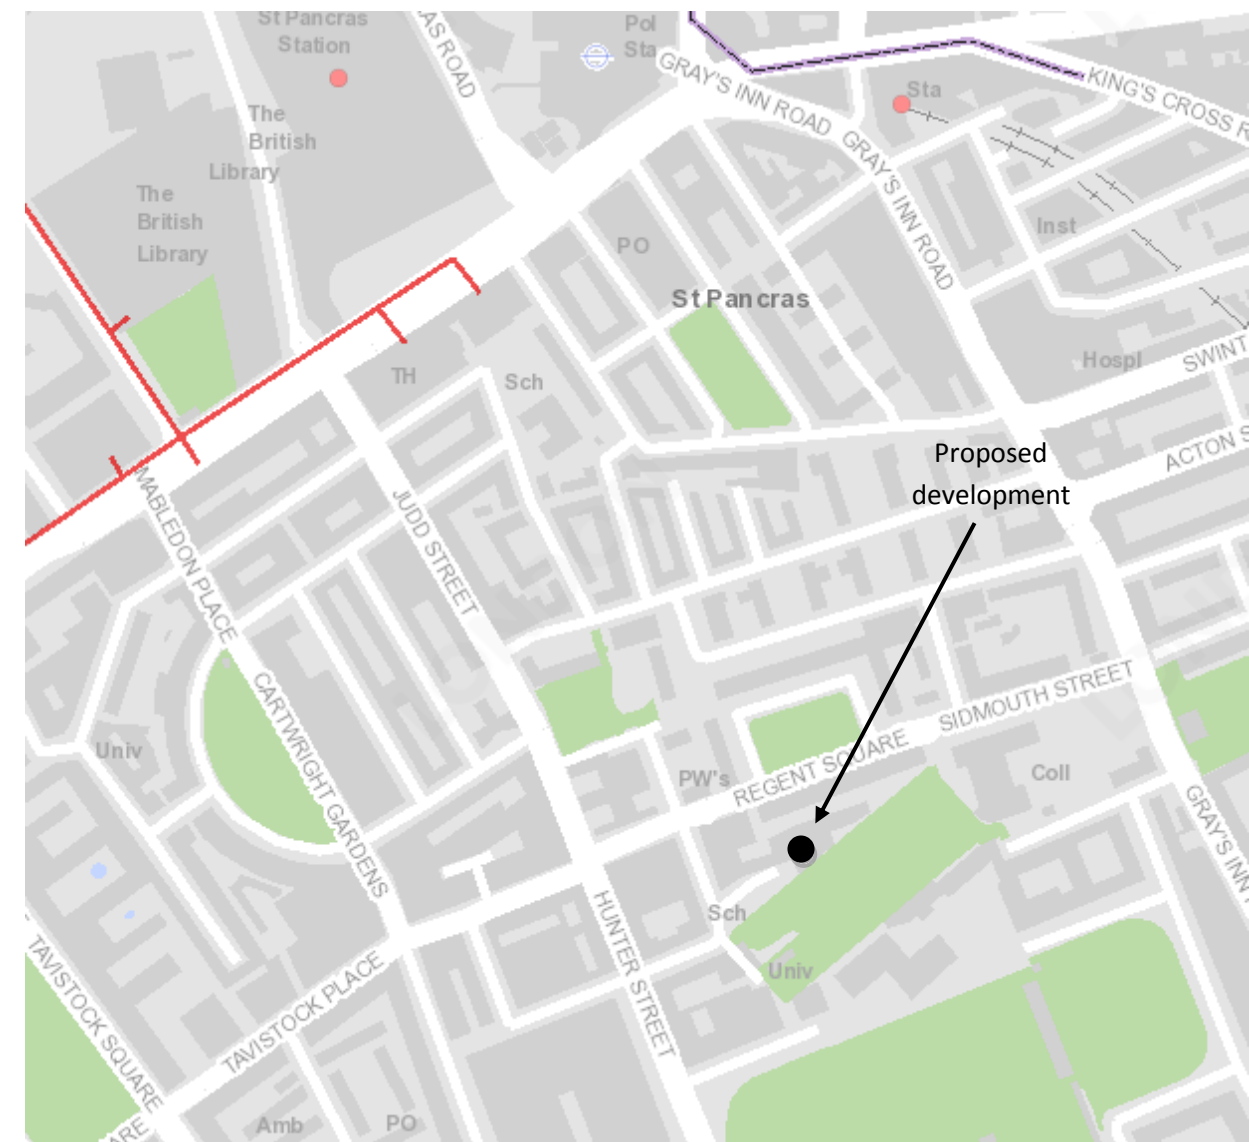 St Pancras
Station
Pol
Sta
AS ROAD
GRAY'S INN ROAD
KING'S CROSS R
Sta
The
British
Library
GRAY'S INN ROAD
The
British
Library
Inst
PO
St Pancras
Hospl
SWINT
TH
Sch
Proposed
development
ACTON S
MABLEDON PLACE
JUDD STREET
CARTWRIGHT GARDENS
SIDMOUTH STREET
Univ
PW's
REGENT SQUARE
Coll
GRAY'S INN
HUNTER STREET
Sch
Univ
TAVISTOCK SQUARE
TAVISTOCK PLACE
ARE
Amb
PO